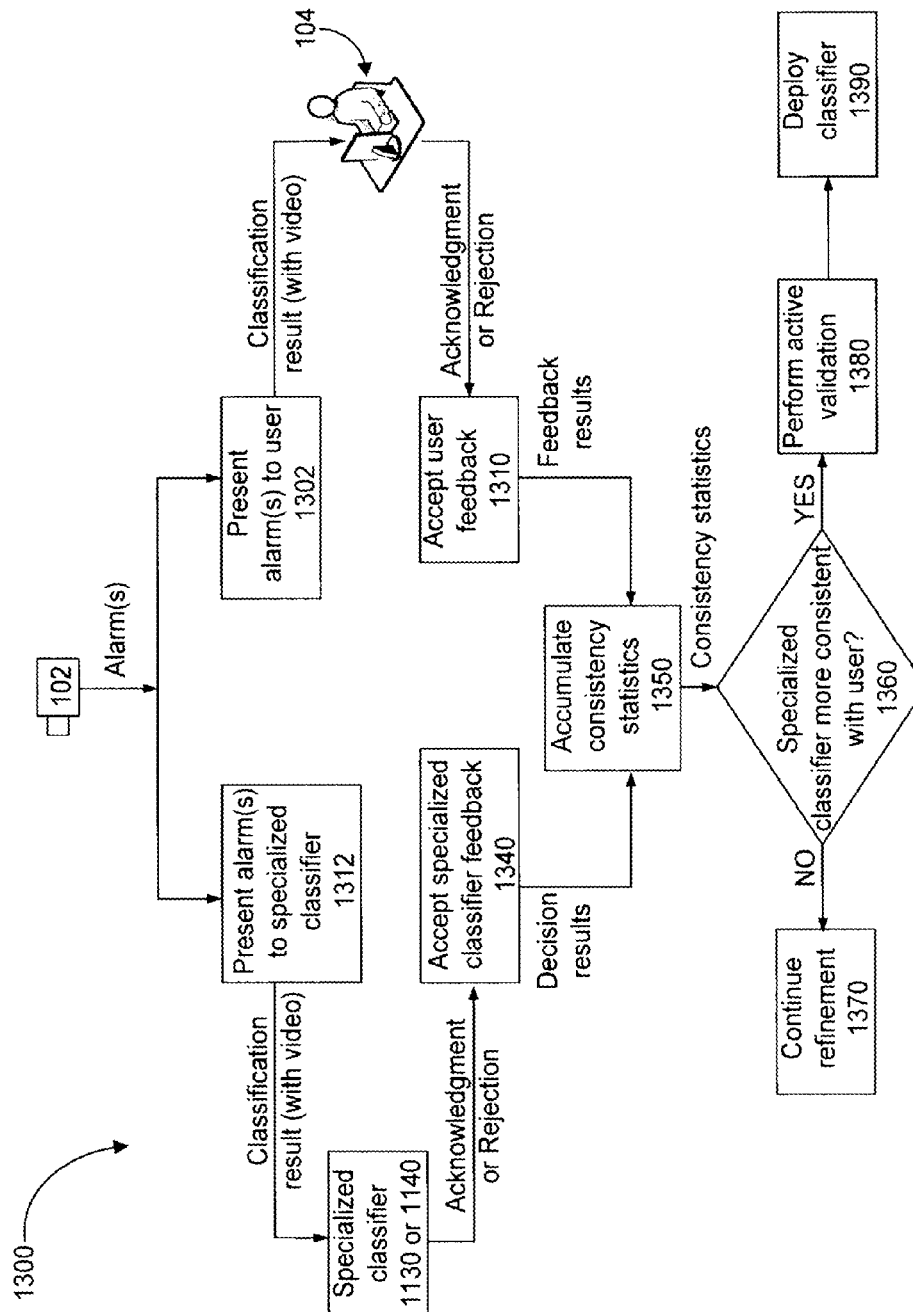 1300
102
Alarm(s)
Present alarm(s)
to specialized
classifier
1312
Present
alarm(s) to user
1302
Classification
result (with video)
Classification
result (with video)
104
Specialized
classifier
1130 or 1140
Acknowledgment
or Rejection
Acknowledgment
or Rejection
Accept specialized
classifier feedback
1340
Accept user
feedback
1310
Decision
results
Feedback
results
Accumulate
consistency
statistics
1350
Consistency statistics
Specialized
classifier more consistent
with user?
1360
NO
YES
Continue
refinement
1370
Perform active
validation
1380
Deploy
classifier
1390